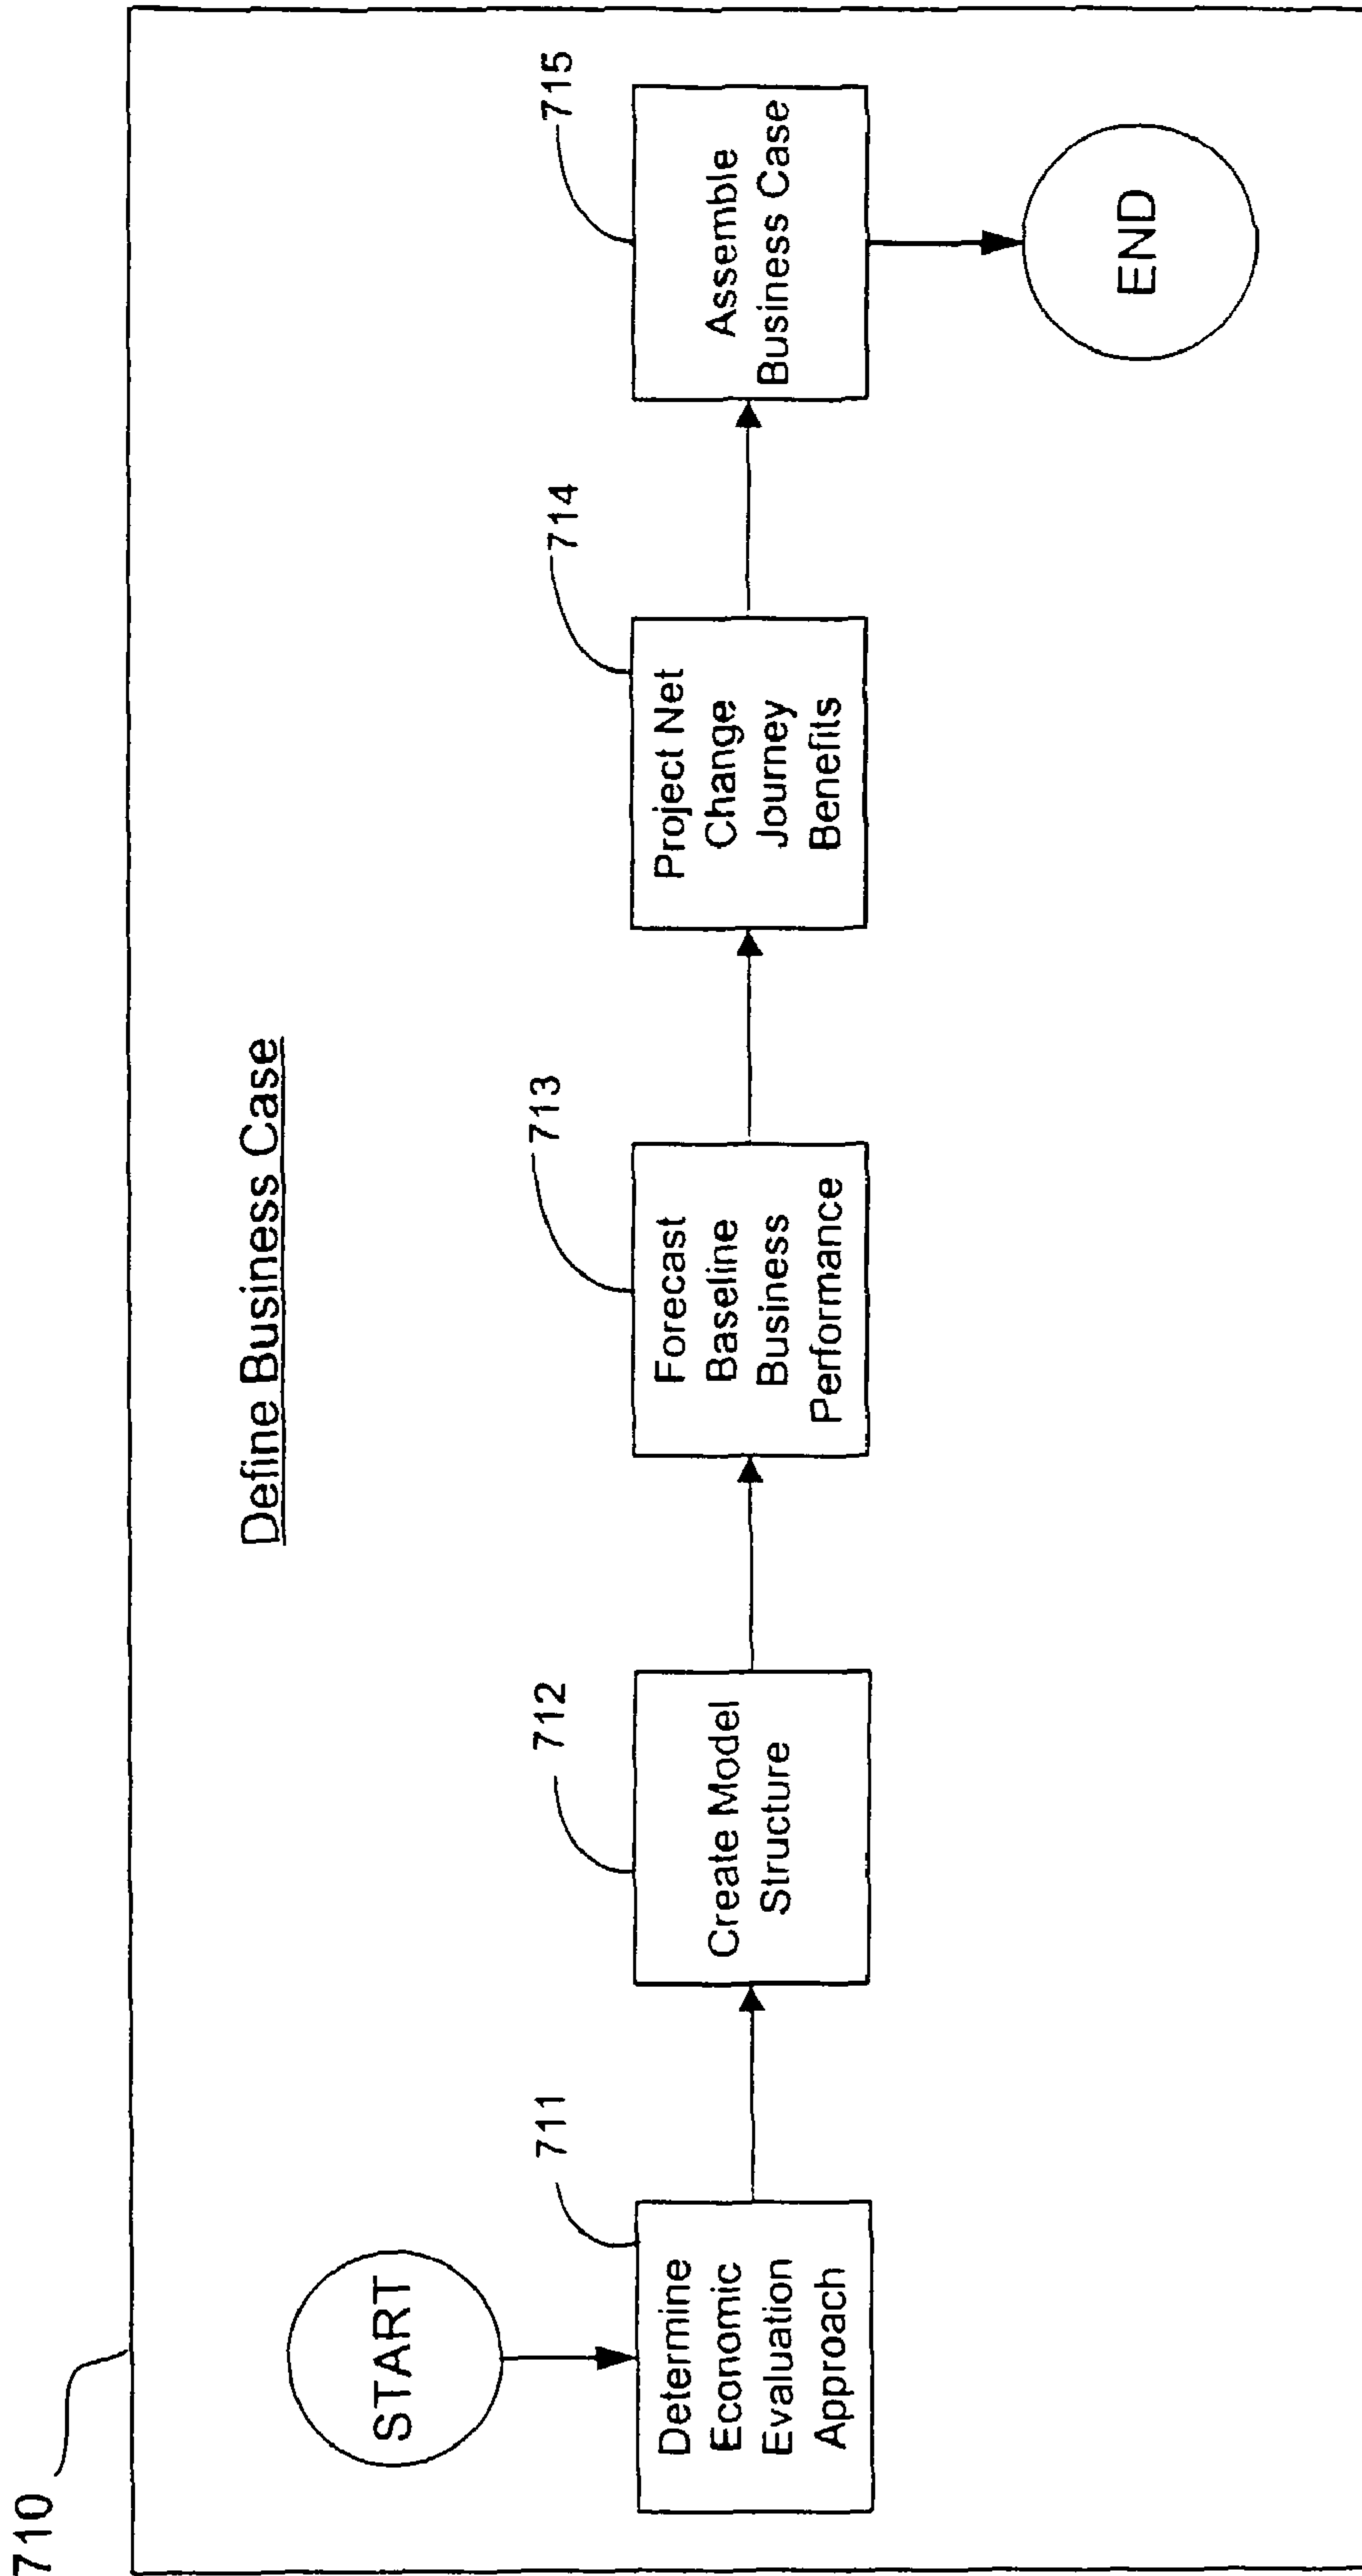 710
Define Business Case
START
711
Determine
Economic
Evaluation
Approach
712
Create Model
Structure
713
Forecast
Baseline
Business
Performance
714
Project Net
Change
Journey
Benefits
715
Assemble
Business Case
END